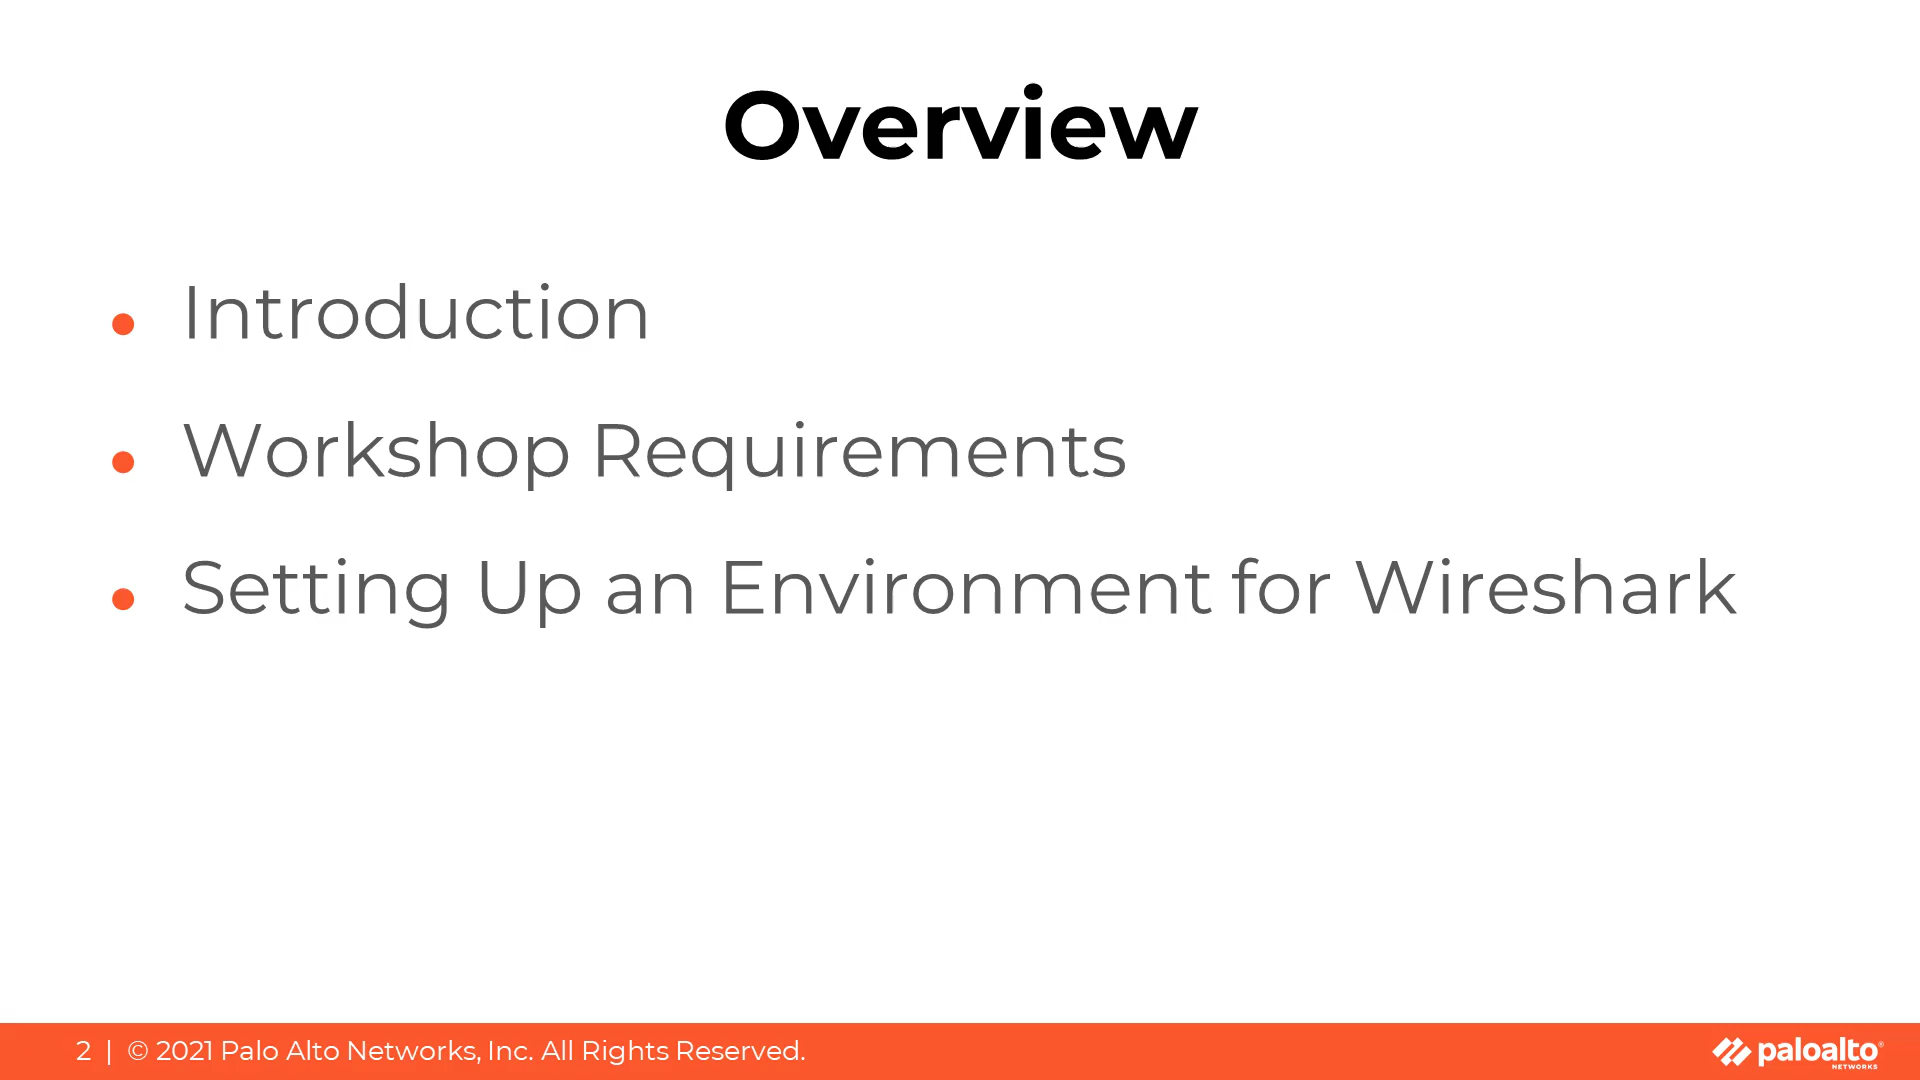 Overview
• Introduction
• Workshop Requirements
• Setting Up an Environment for Wireshark
2 | © 2021 Palo Alto Networks, Inc. All Rights Reserved.
paloalto®
NETWORKS